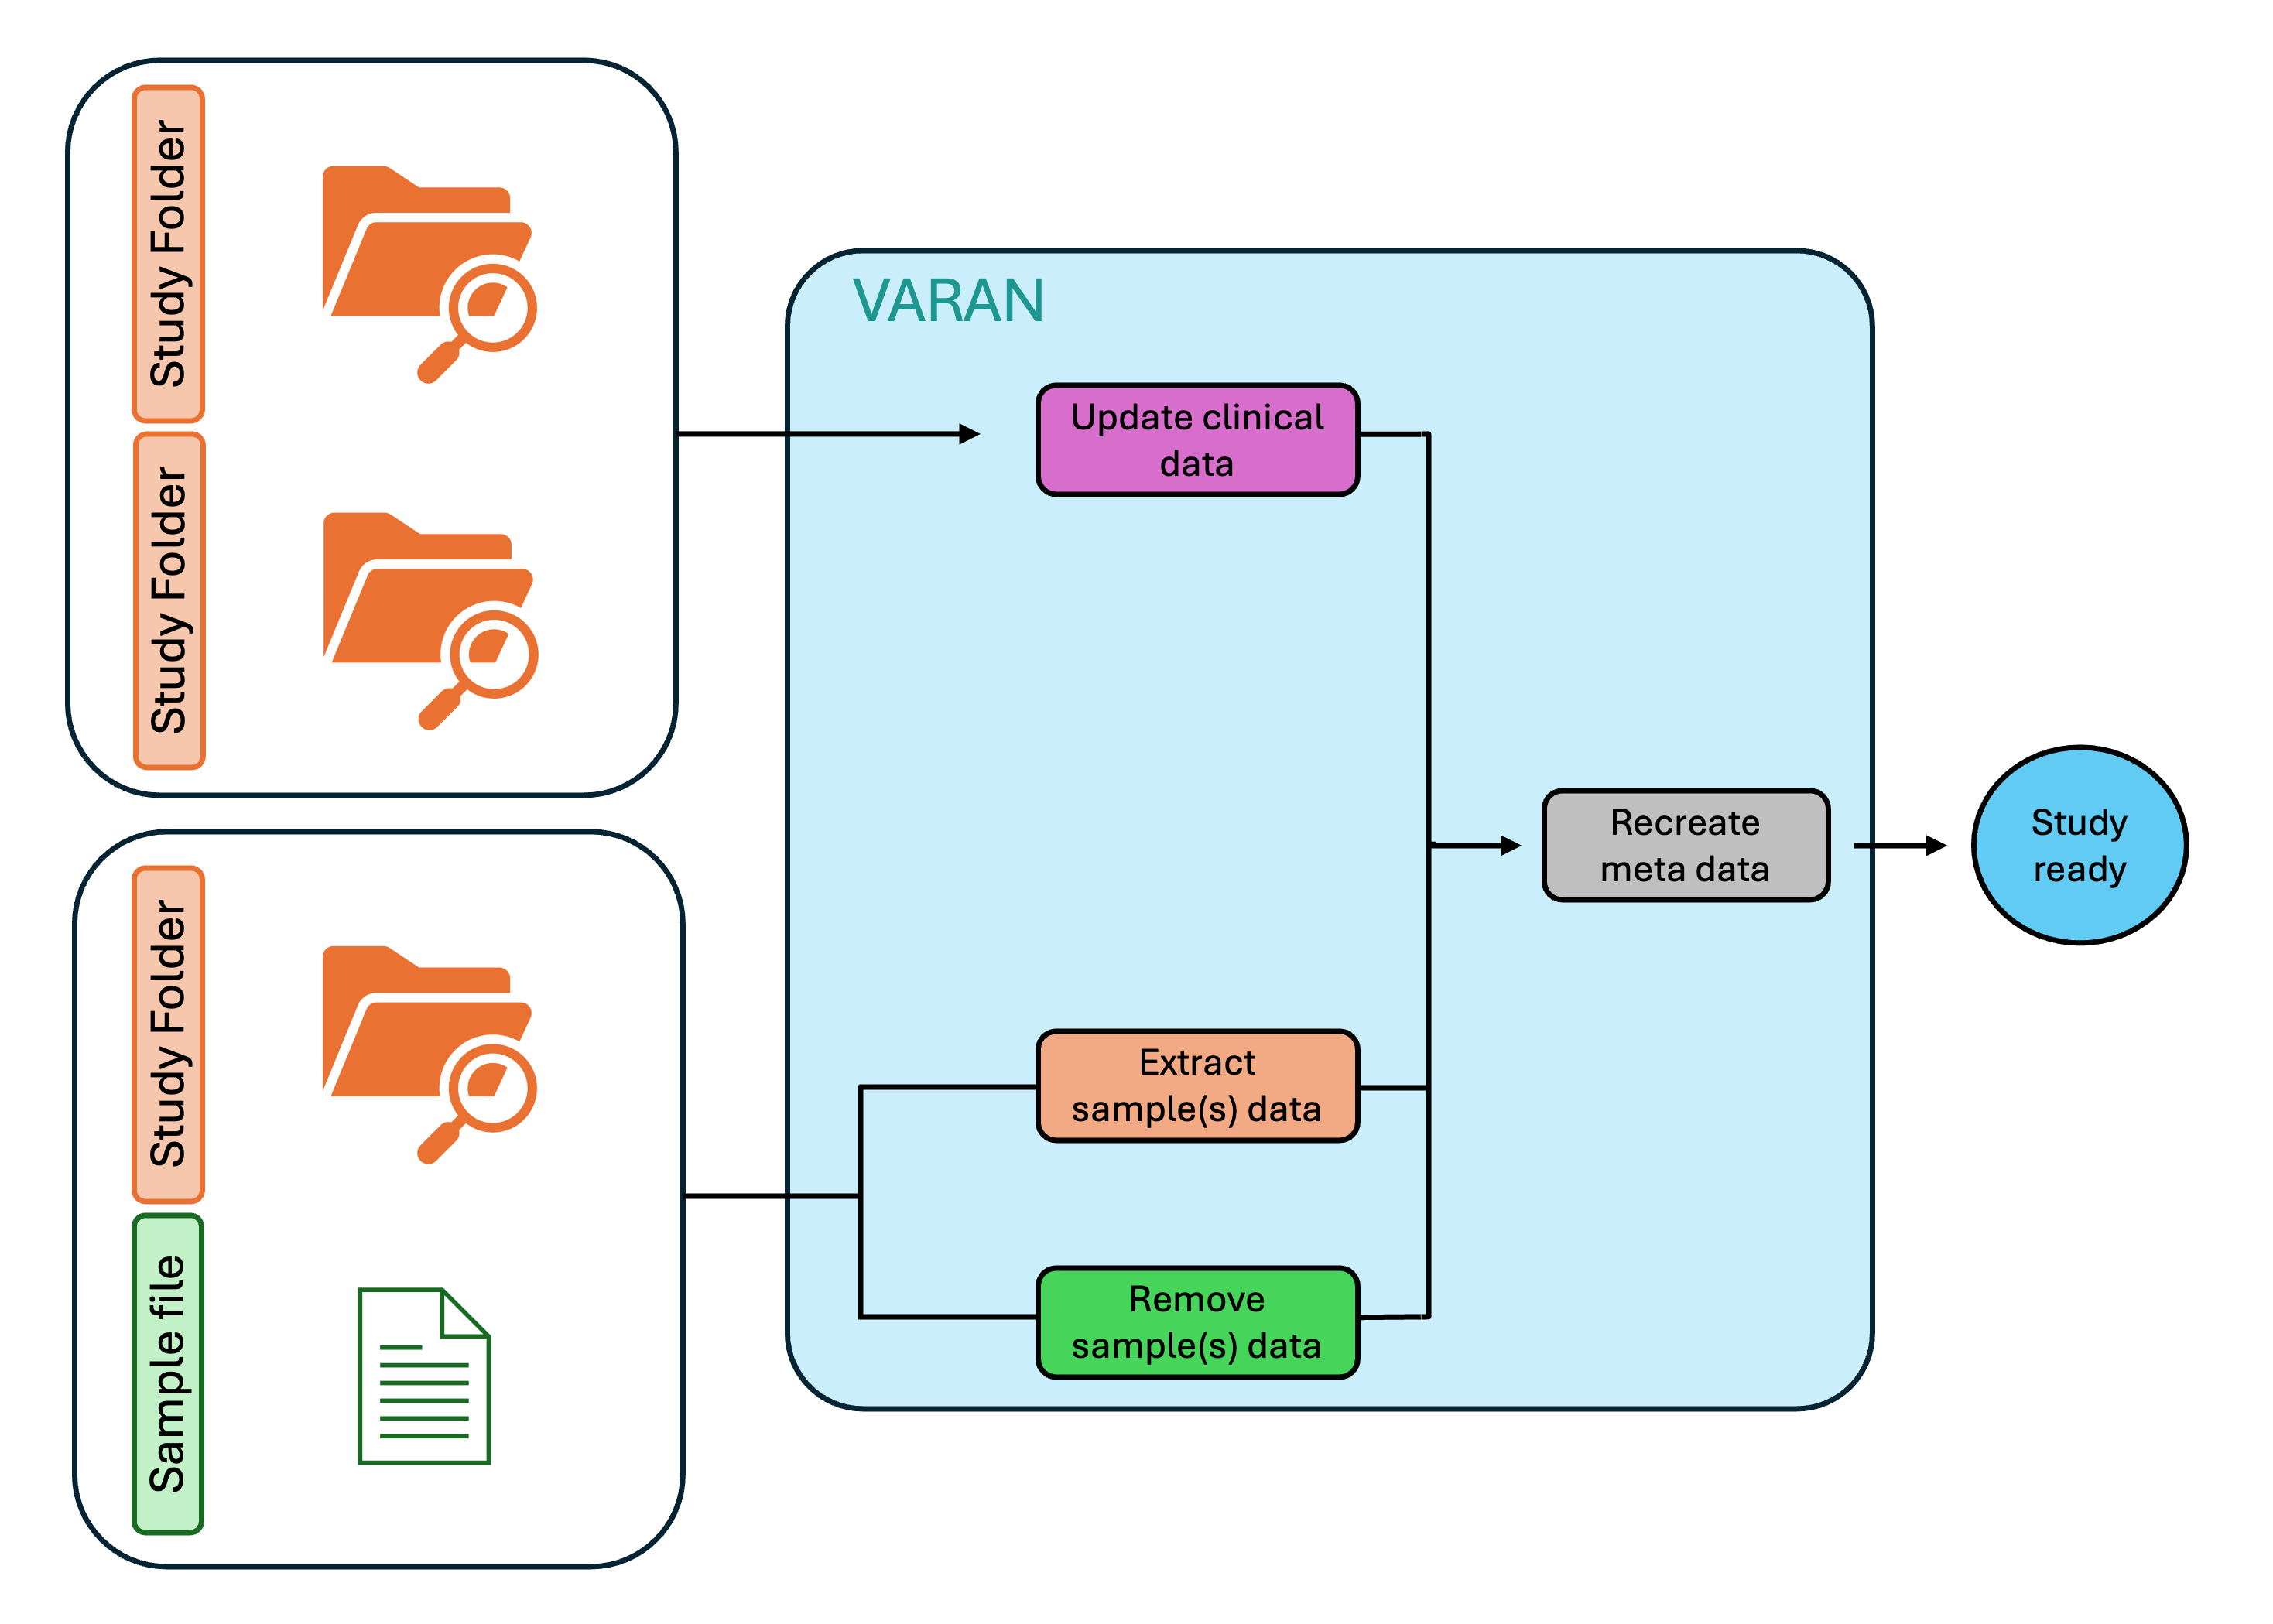 Study Folder
Study Folder
Study Folder
Sample file
VARAN
Update clinical
data
Extract
sample(s) data
Remove
sample(s) data
Recreate
meta data
Study
ready